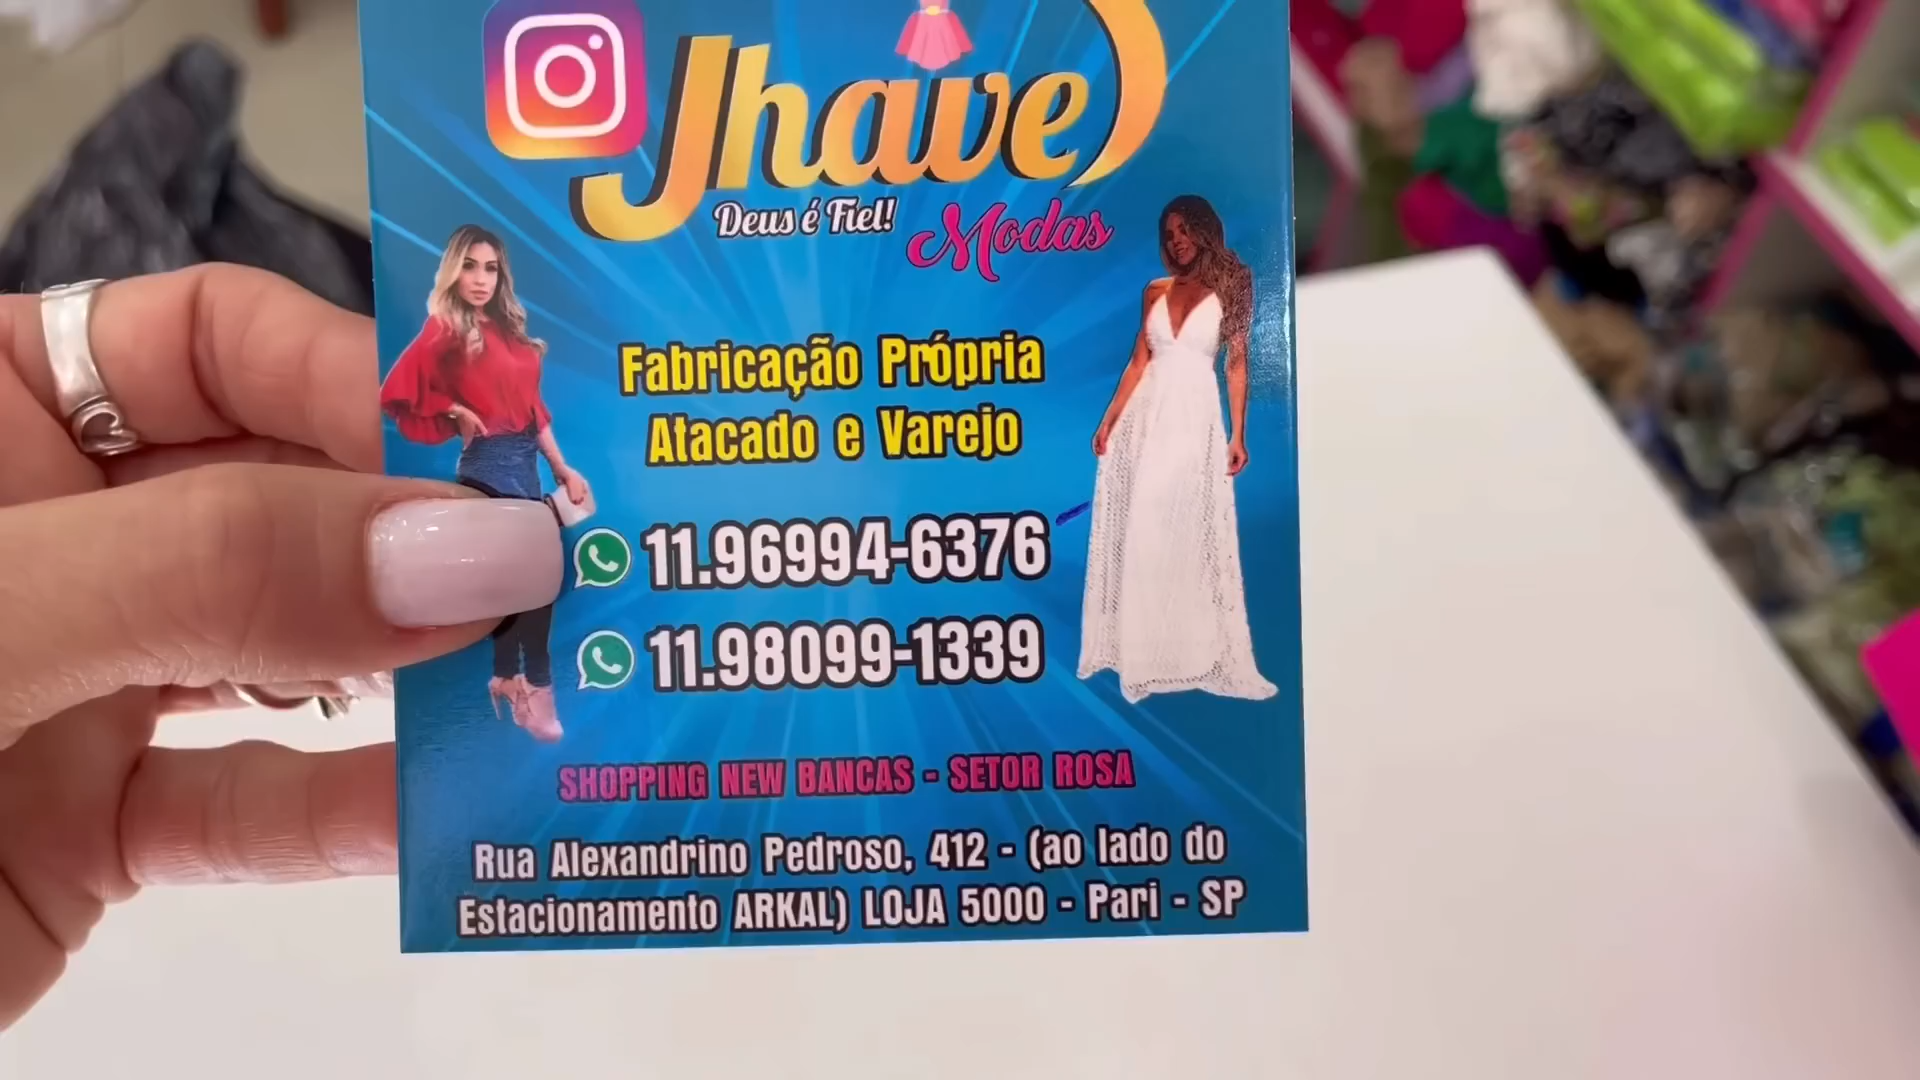 Jhave
Deus é Fiel! Modas
Fabricação Própria
Atacado e Varejo
11.96994-6376
11.98099-1339
SHOPPING NEW BANCAS - SETOR ROSA
Rua Alexandrino Pedroso, 412 - (ao lado do
Estacionamento ARKAL) LOJA 5000 - Pari - SP